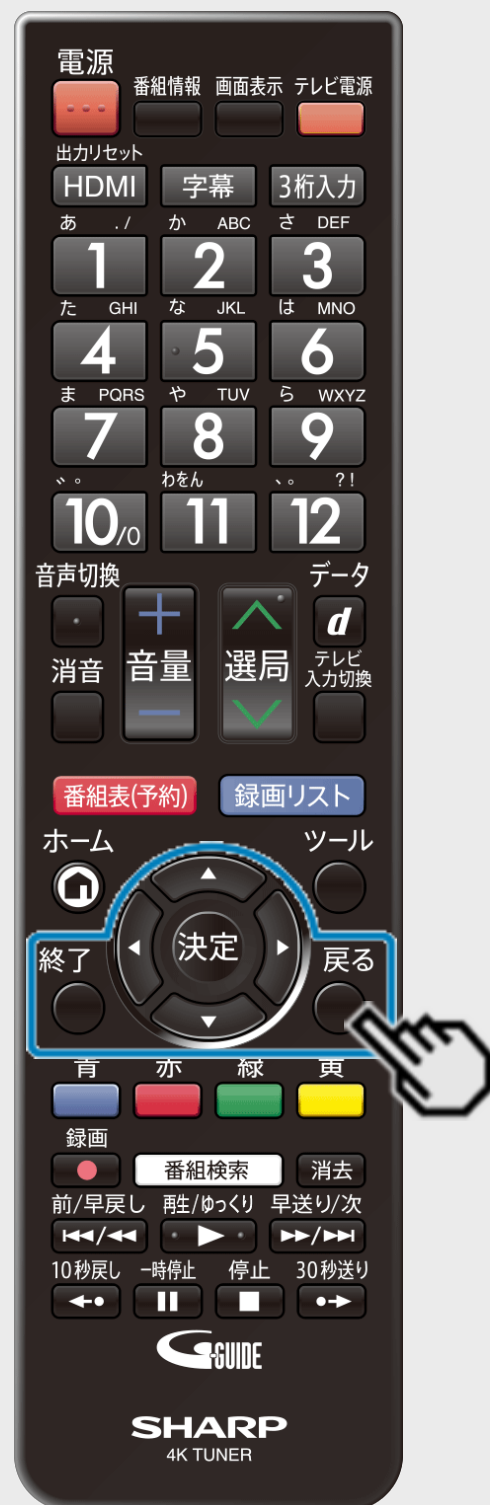 電源
番組情報 画面表示 テレビ電源
出力リセット
HDMI 字幕 3桁入力
あ ./ か ABC さ DEF
1 2 3
た GHI な JKL は MNO
4 5 6
ま PQRS や TUV ら WXYZ
7 8 9
゛゜ わをん 、。 ?!
10/0 11 12
音声切換 データ
+ d
消音 音量 選局 テレビ
入力切換
番組表(予約) 録画リスト
ホーム ツール
終了 決定 戻る
青 赤 緑 黄
録画
番組検索 消去
前/早戻し 再生/ゆっくり 早送り/次
10秒戻し 一時停止 停止 30秒送り
G-GUIDE
SHARP
4K TUNER